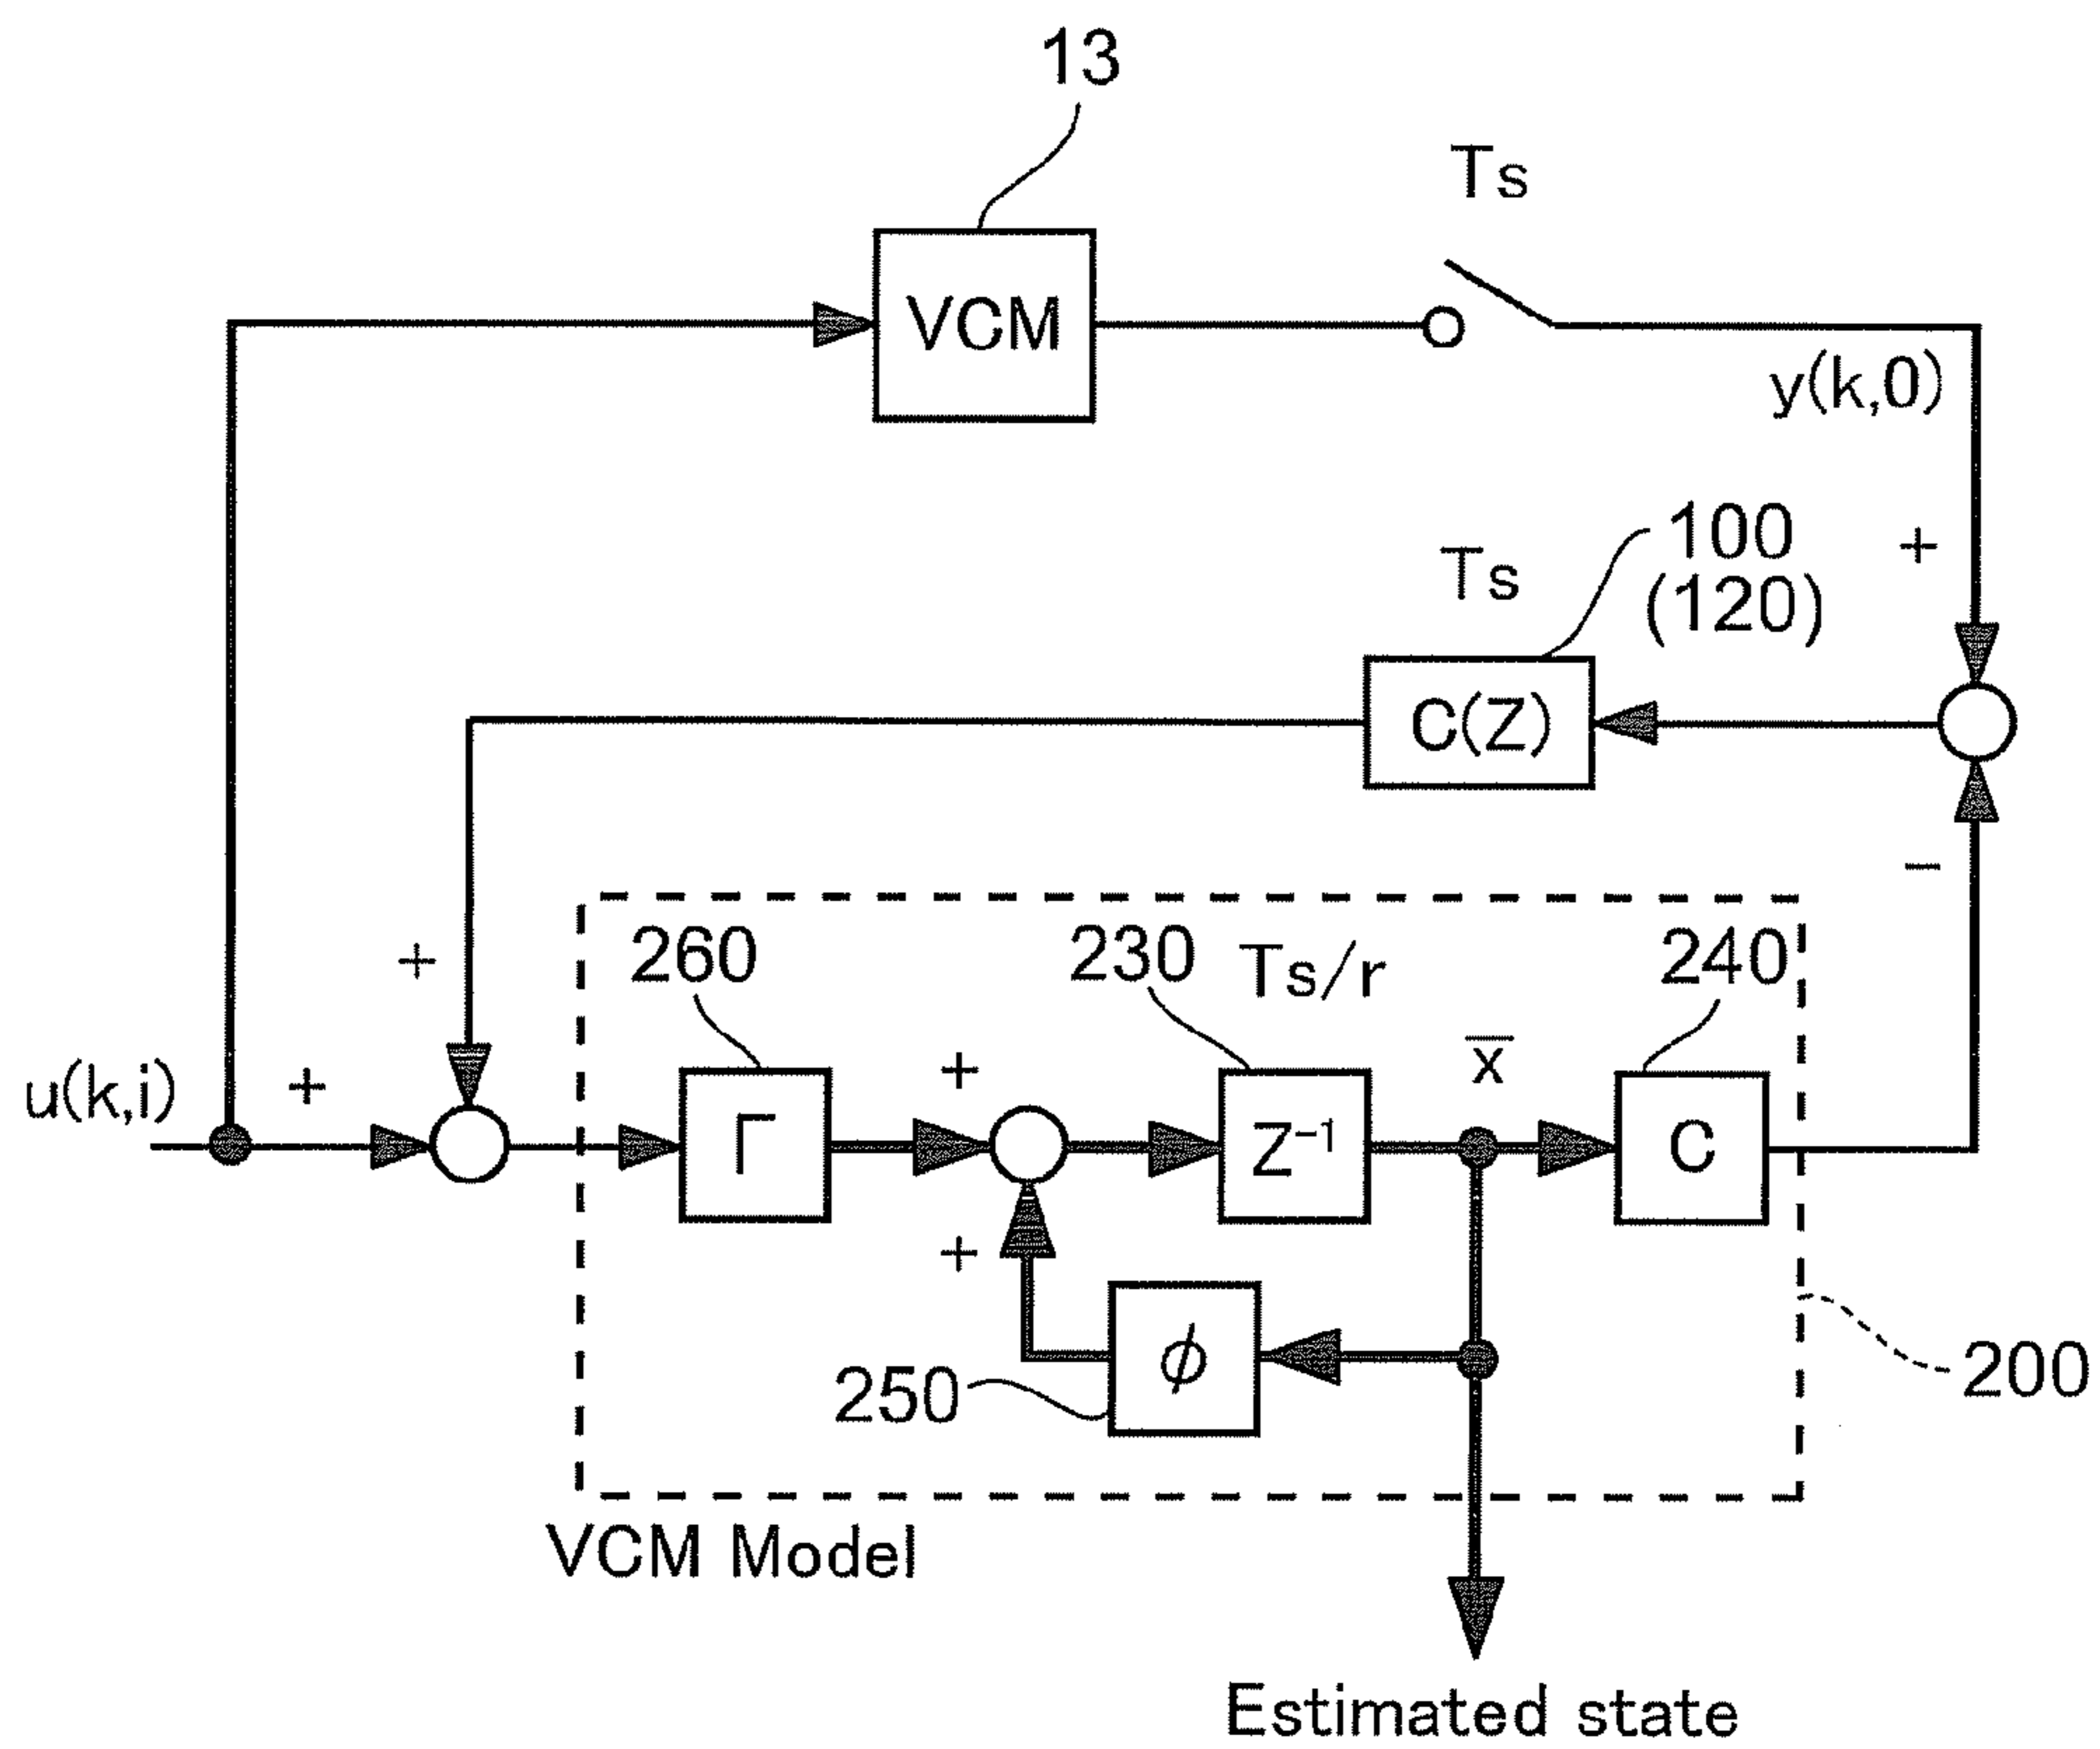 13
Ts
VCM
y(k,0)
100
+
Ts
(120)
C(Z)
−
260
230
Ts/r
240
+
x̅
+
+
u(k,i)
Γ
Z⁻¹
C
+
ϕ
250
200
VCM Model
Estimated state